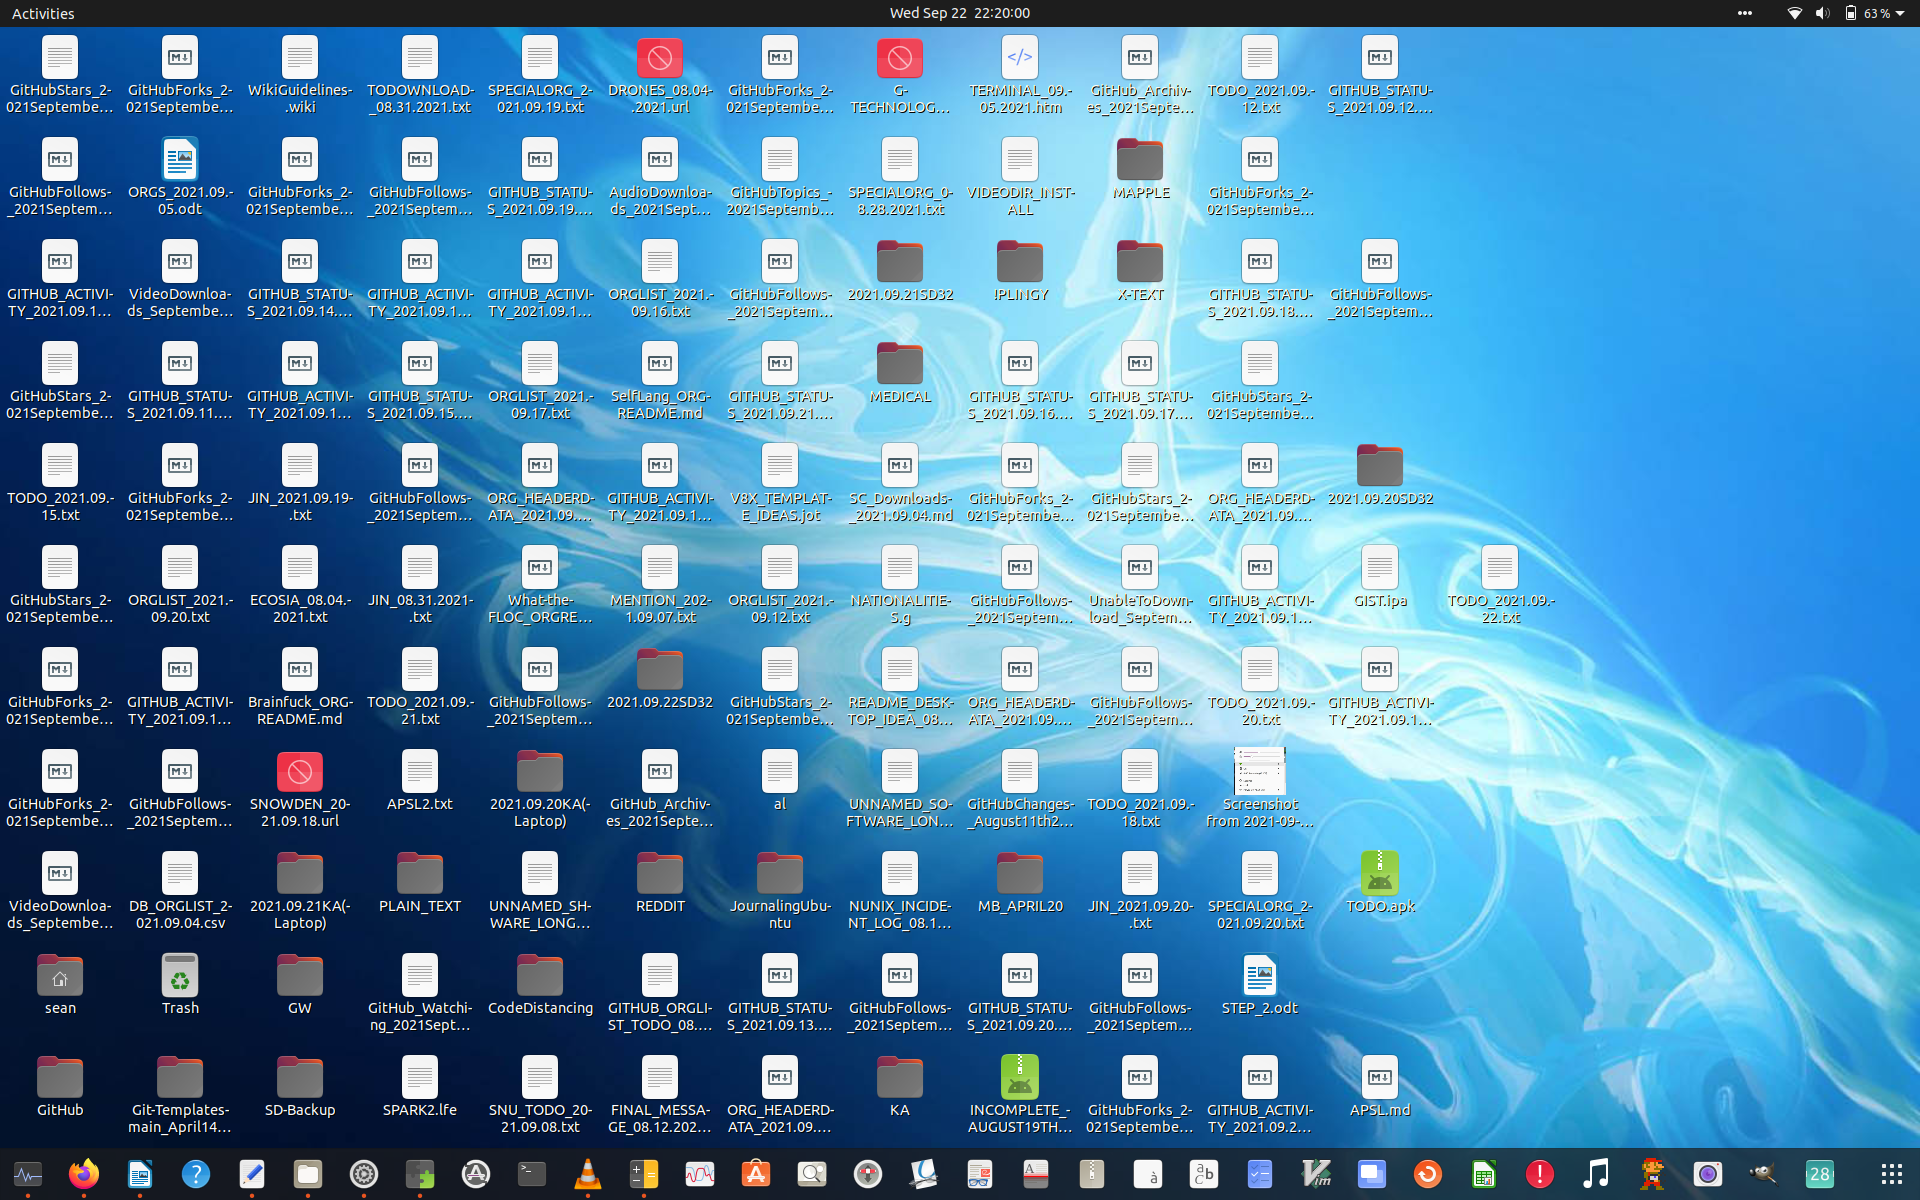 Activities
Wed Sep 22 22:20:00
63 %
GitHubStars_2-
021Septembe...
GitHubForks_2-
021Septembe...
WikiGuidelines-
.wiki
TODOWNLOAD-
_08.31.2021.txt
SPECIALORG_2-
021.09.19.txt
DRONES_08.04-
.2021.url
GitHubForks_2-
021Septembe...
G-
TECHNOLOG...
TERMINAL_09.-
05.2021.htm
GitHub_Archiv-
es_2021Septe...
TODO_2021.09.-
12.txt
GITHUB_STATU-
S_2021.09.12....
GitHubFollows-
_2021Septem...
ORGS_2021.09.-
05.odt
GitHubForks_2-
021Septembe...
GitHubFollows-
_2021Septem...
GITHUB_STATU-
S_2021.09.19....
AudioDownloa-
ds_2021Sept...
GitHubTopics_-
2021Septemb...
SPECIALORG_0-
8.28.2021.txt
VIDEODIR_INST-
ALL
MAPPLE
GitHubForks_2-
021Septembe...
GITHUB_ACTIVI-
TY_2021.09.1...
VideoDownloa-
ds_Septembe...
GITHUB_STATU-
S_2021.09.14....
GITHUB_ACTIVI-
TY_2021.09.1...
GITHUB_ACTIVI-
TY_2021.09.1...
ORGLIST_2021.-
09.16.txt
GitHubFollows-
_2021Septem...
2021.09.21SD32
!PLINGY
X-TEXT
GITHUB_STATU-
S_2021.09.18....
GitHubFollows-
_2021Septem...
GitHubStars_2-
021Septembe...
GITHUB_STATU-
S_2021.09.11....
GITHUB_ACTIVI-
TY_2021.09.1...
GITHUB_STATU-
S_2021.09.15....
ORGLIST_2021.-
09.17.txt
SelfLang_ORG-
README.md
GITHUB_STATU-
S_2021.09.21....
MEDICAL
GITHUB_STATU-
S_2021.09.16....
GITHUB_STATU-
S_2021.09.17....
GitHubStars_2-
021Septembe...
TODO_2021.09.-
15.txt
GitHubForks_2-
021Septembe...
JIN_2021.09.19-
.txt
GitHubFollows-
_2021Septem...
ORG_HEADERD-
ATA_2021.09....
GITHUB_ACTIVI-
TY_2021.09.1...
V8X_TEMPLAT-
E_IDEAS.jot
SC_Downloads-
_2021.09.04.md
GitHubForks_2-
021Septembe...
GitHubStars_2-
021Septembe...
ORG_HEADERD-
ATA_2021.09....
2021.09.20SD32
GitHubStars_2-
021Septembe...
ORGLIST_2021.-
09.20.txt
ECOSIA_08.04.-
2021.txt
JIN_08.31.2021-
.txt
What-the-
FLOC_ORGRE...
MENTION_202-
1.09.07.txt
ORGLIST_2021.-
09.12.txt
NATIONALITIE-
S.g
GitHubFollows-
_2021Septem...
UnableToDown-
load_Septem...
GITHUB_ACTIVI-
TY_2021.09.1...
GIST.ipa
TODO_2021.09.-
22.txt
GitHubForks_2-
021Septembe...
GITHUB_ACTIVI-
TY_2021.09.1...
Brainfuck_ORG-
README.md
TODO_2021.09.-
21.txt
GitHubFollows-
_2021Septem...
2021.09.22SD32
GitHubStars_2-
021Septembe...
README_DESK-
TOP_IDEA_08....
ORG_HEADERD-
ATA_2021.09....
GitHubFollows-
_2021Septem...
TODO_2021.09.-
20.txt
GITHUB_ACTIVI-
TY_2021.09.1...
GitHubForks_2-
021Septembe...
GitHubFollows-
_2021Septem...
SNOWDEN_20-
21.09.18.url
APSL2.txt
2021.09.20KA(-
Laptop)
GitHub_Archiv-
es_2021Septe...
al
UNNAMED_SO-
FTWARE_LON...
GitHubChanges-
_August11th2...
TODO_2021.09.-
18.txt
Screenshot
from 2021-09-...
VideoDownloa-
ds_Septembe...
DB_ORGLIST_2-
021.09.04.csv
2021.09.21KA(-
Laptop)
PLAIN_TEXT
UNNAMED_SH-
WARE_LONG...
REDDIT
JournalingUbu-
ntu
NUNIX_INCIDE-
NT_LOG_08.1...
MB_APRIL20
JIN_2021.09.20-
.txt
SPECIALORG_2-
021.09.20.txt
TODO.apk
sean
Trash
GW
GitHub_Watchi-
ng_2021Sept...
CodeDistancing
GITHUB_ORGLI-
ST_TODO_08....
GITHUB_STATU-
S_2021.09.13....
GitHubFollows-
_2021Septem...
GITHUB_STATU-
S_2021.09.20....
GitHubFollows-
_2021Septem...
STEP_2.odt
GitHub
Git-Templates-
main_April14...
SD-Backup
SPARK2.lfe
SNU_TODO_20-
21.09.08.txt
FINAL_MESSA-
GE_08.12.202...
ORG_HEADERD-
ATA_2021.09....
KA
INCOMPLETE_-
AUGUST19TH...
GitHubForks_2-
021Septembe...
GITHUB_ACTIVI-
TY_2021.09.2...
APSL.md
28